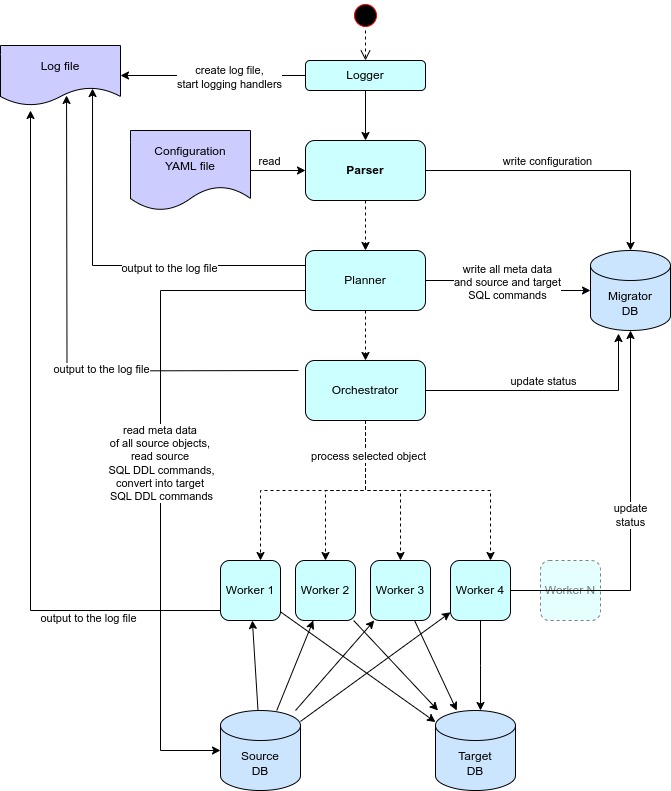 Log file
create log file,
start logging handlers
Logger
Configuration
YAML file
read
Parser
write configuration
output to the log file
Planner
write all meta data
and source and target
SQL commands
Migrator
DB
output to the log file
Orchestrator
update status
read meta data
of all source objects,
read source
SQL DDL commands,
convert into target
SQL DDL commands
process selected object
update
status
Worker 1
Worker 2
Worker 3
Worker 4
Worker N
output to the log file
Source
DB
Target
DB